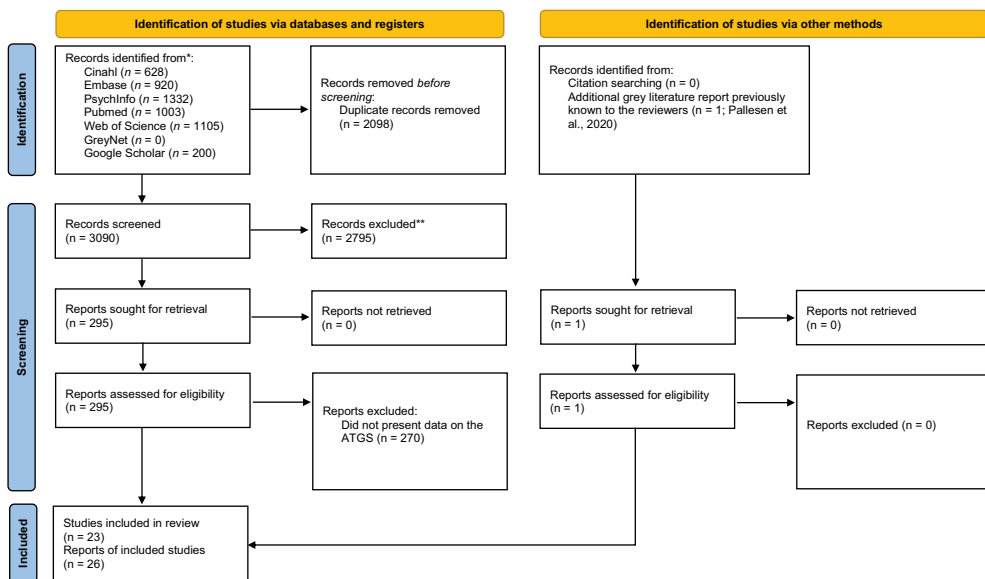 Identification of studies via databases and registers
Identification of studies via other methods
Identification
Records identified from*:
Cinahl (n = 628)
Embase (n = 920)
PsychInfo (n = 1332)
Pubmed (n = 1003)
Web of Science (n = 1105)
GreyNet (n = 0)
Google Scholar (n = 200)
Records removed before
screening:
Duplicate records removed
(n = 2098)
Records identified from:
Citation searching (n = 0)
Additional grey literature report previously
known to the reviewers (n = 1; Pallesen
et al., 2020)
Screening
Records screened
(n = 3090)
Records excluded**
(n = 2795)
Reports sought for retrieval
(n = 295)
Reports not retrieved
(n = 0)
Reports sought for retrieval
(n = 1)
Reports not retrieved
(n = 0)
Reports assessed for eligibility
(n = 295)
Reports excluded:
Did not present data on the
ATGS (n = 270)
Reports assessed for eligibility
(n = 1)
Reports excluded (n = 0)
Included
Studies included in review
(n = 23)
Reports of included studies
(n = 26)